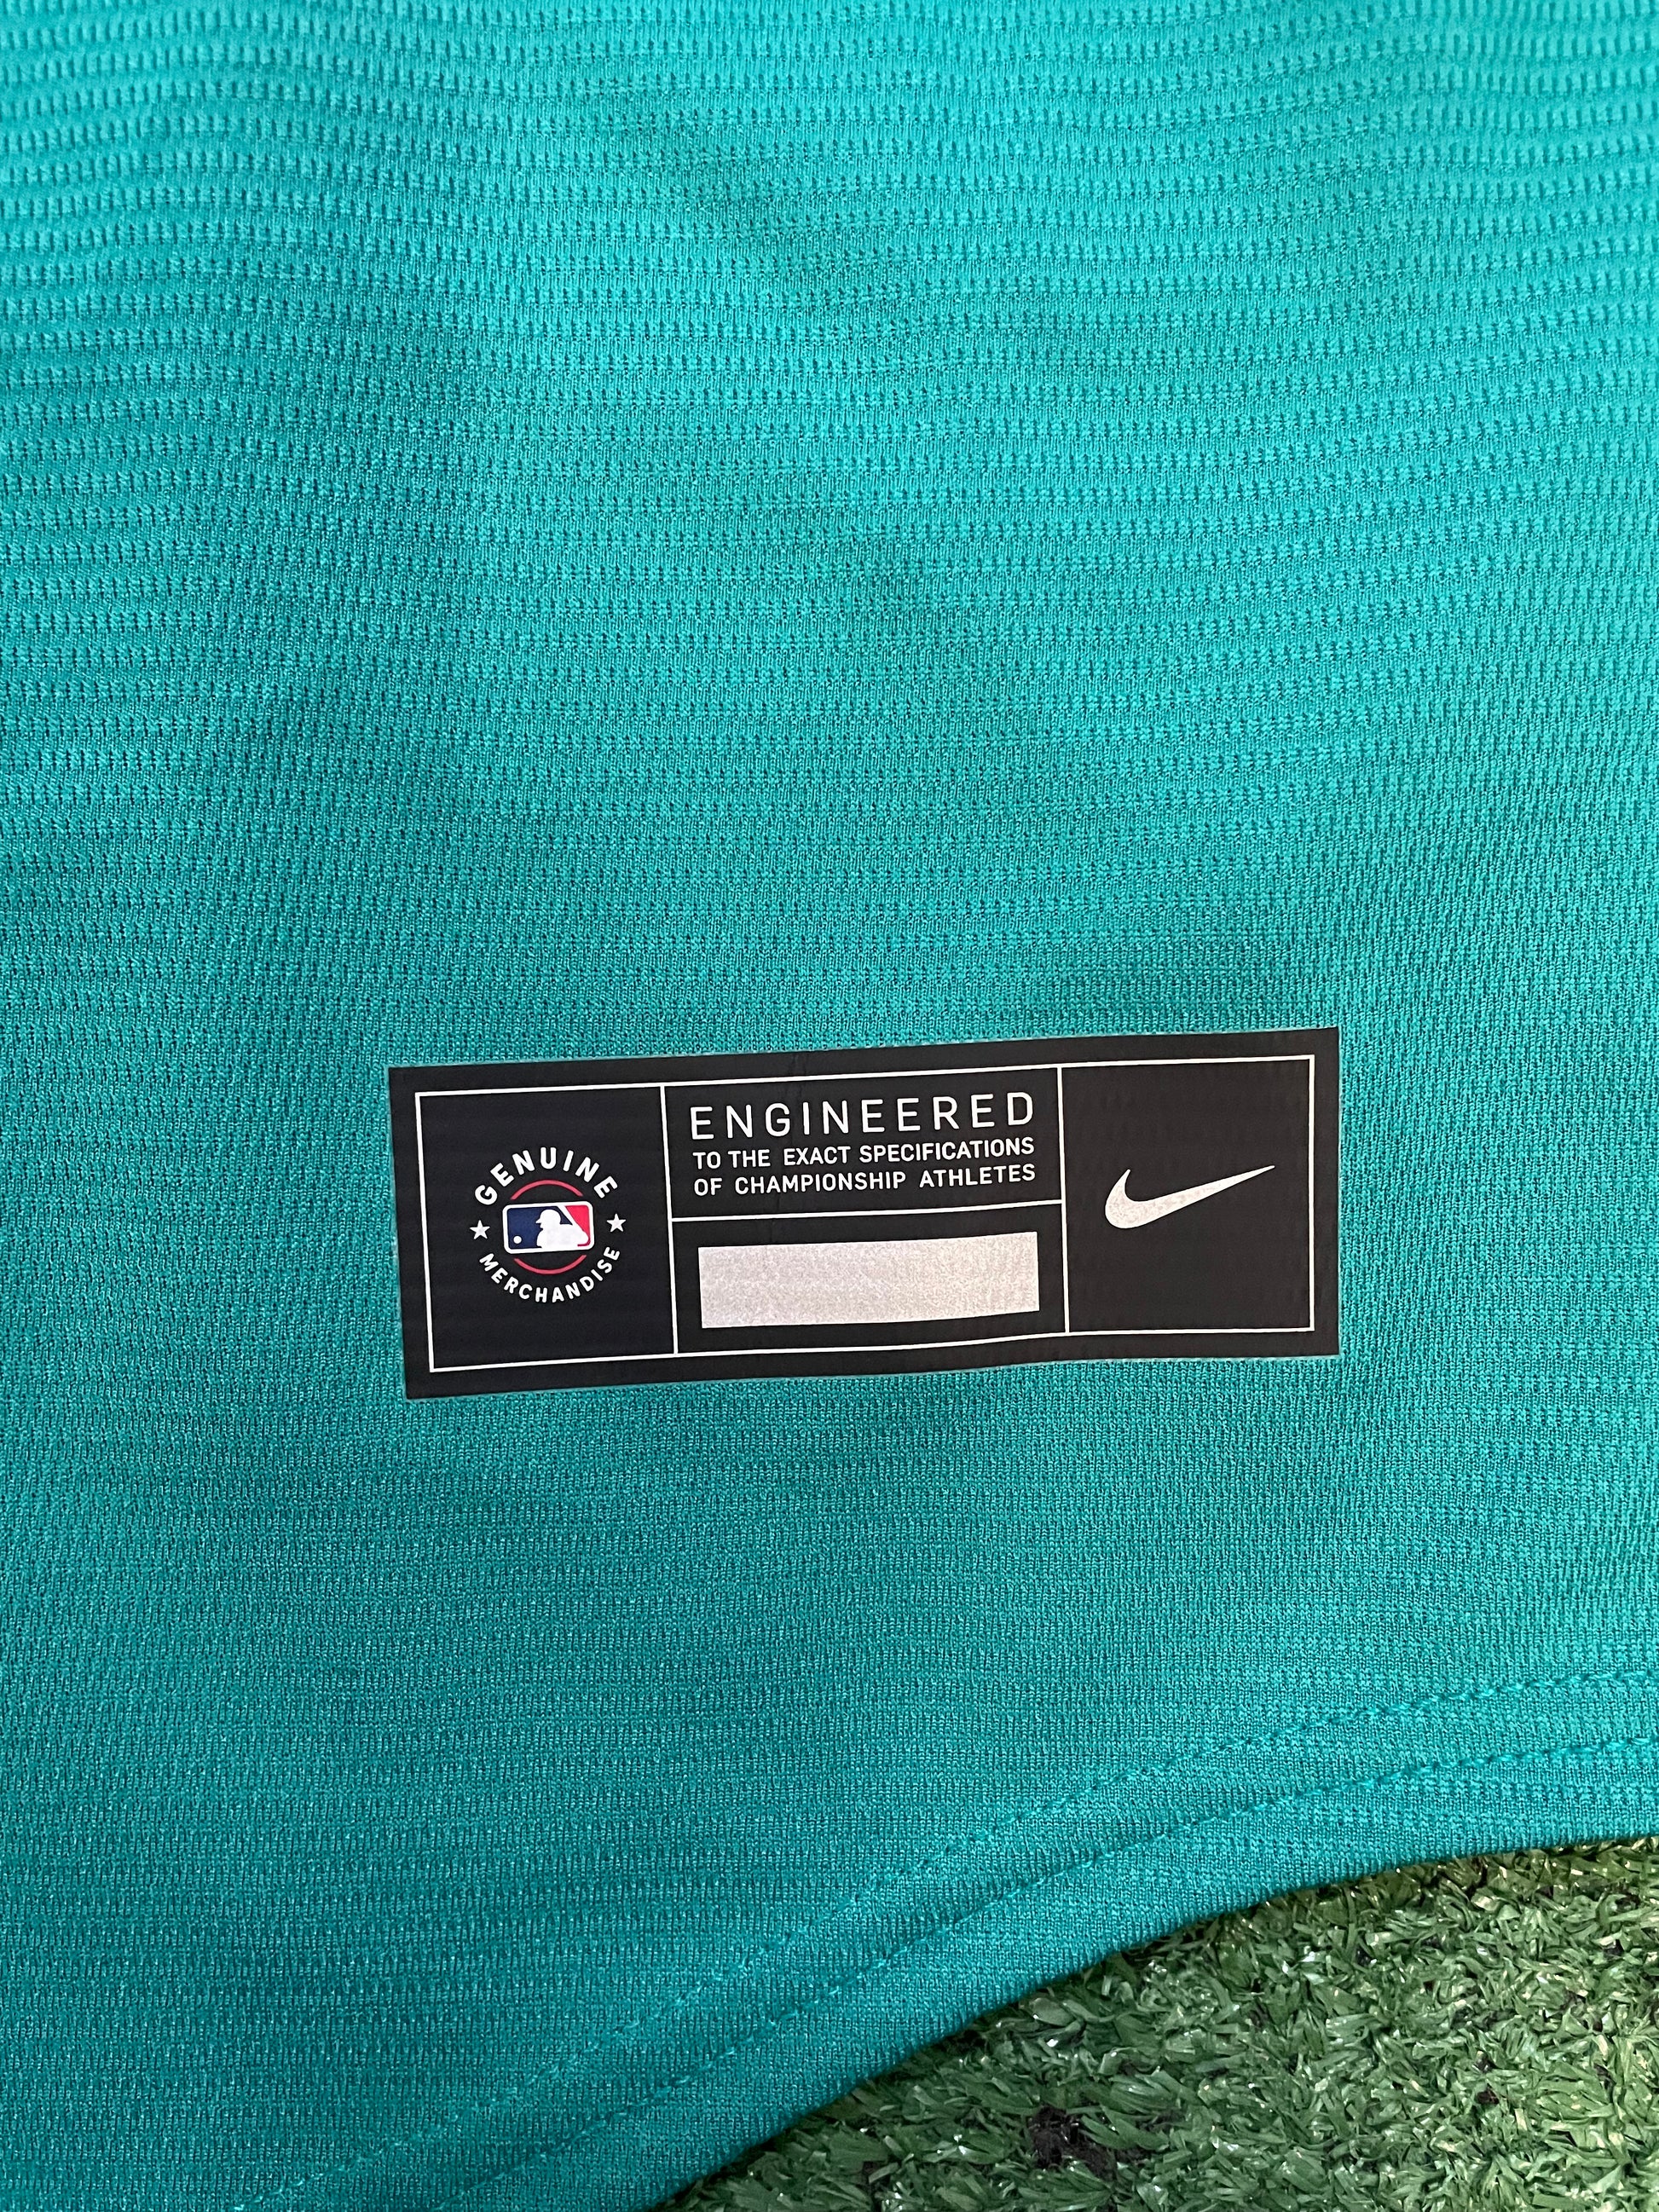 GENUINE
MERCHANDISE
ENGINEERED
TO THE EXACT SPECIFICATIONS
OF CHAMPIONSHIP ATHLETES